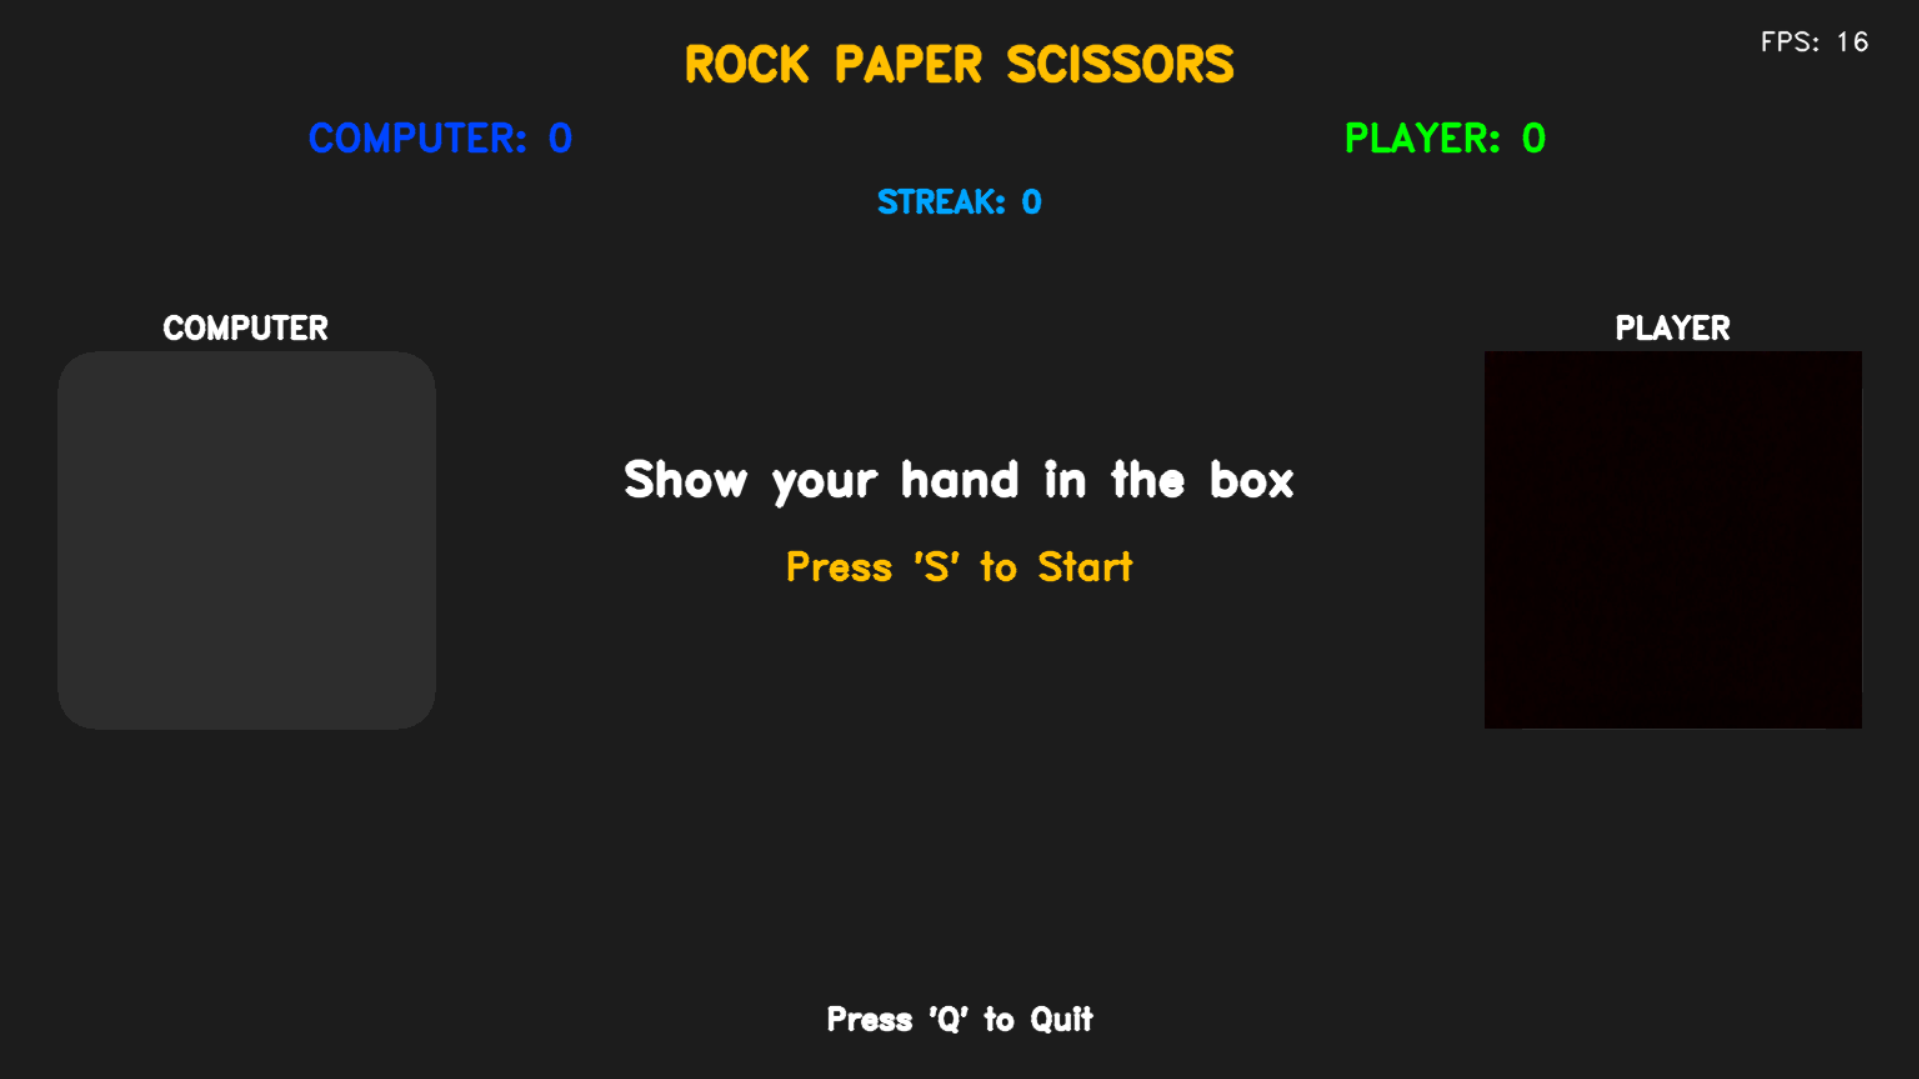 ROCK PAPER SCISSORS
FPS: 16
COMPUTER: 0
PLAYER: 0
STREAK: 0
COMPUTER
PLAYER
Show your hand in the box
Press 'S' to Start
Press 'Q' to Quit